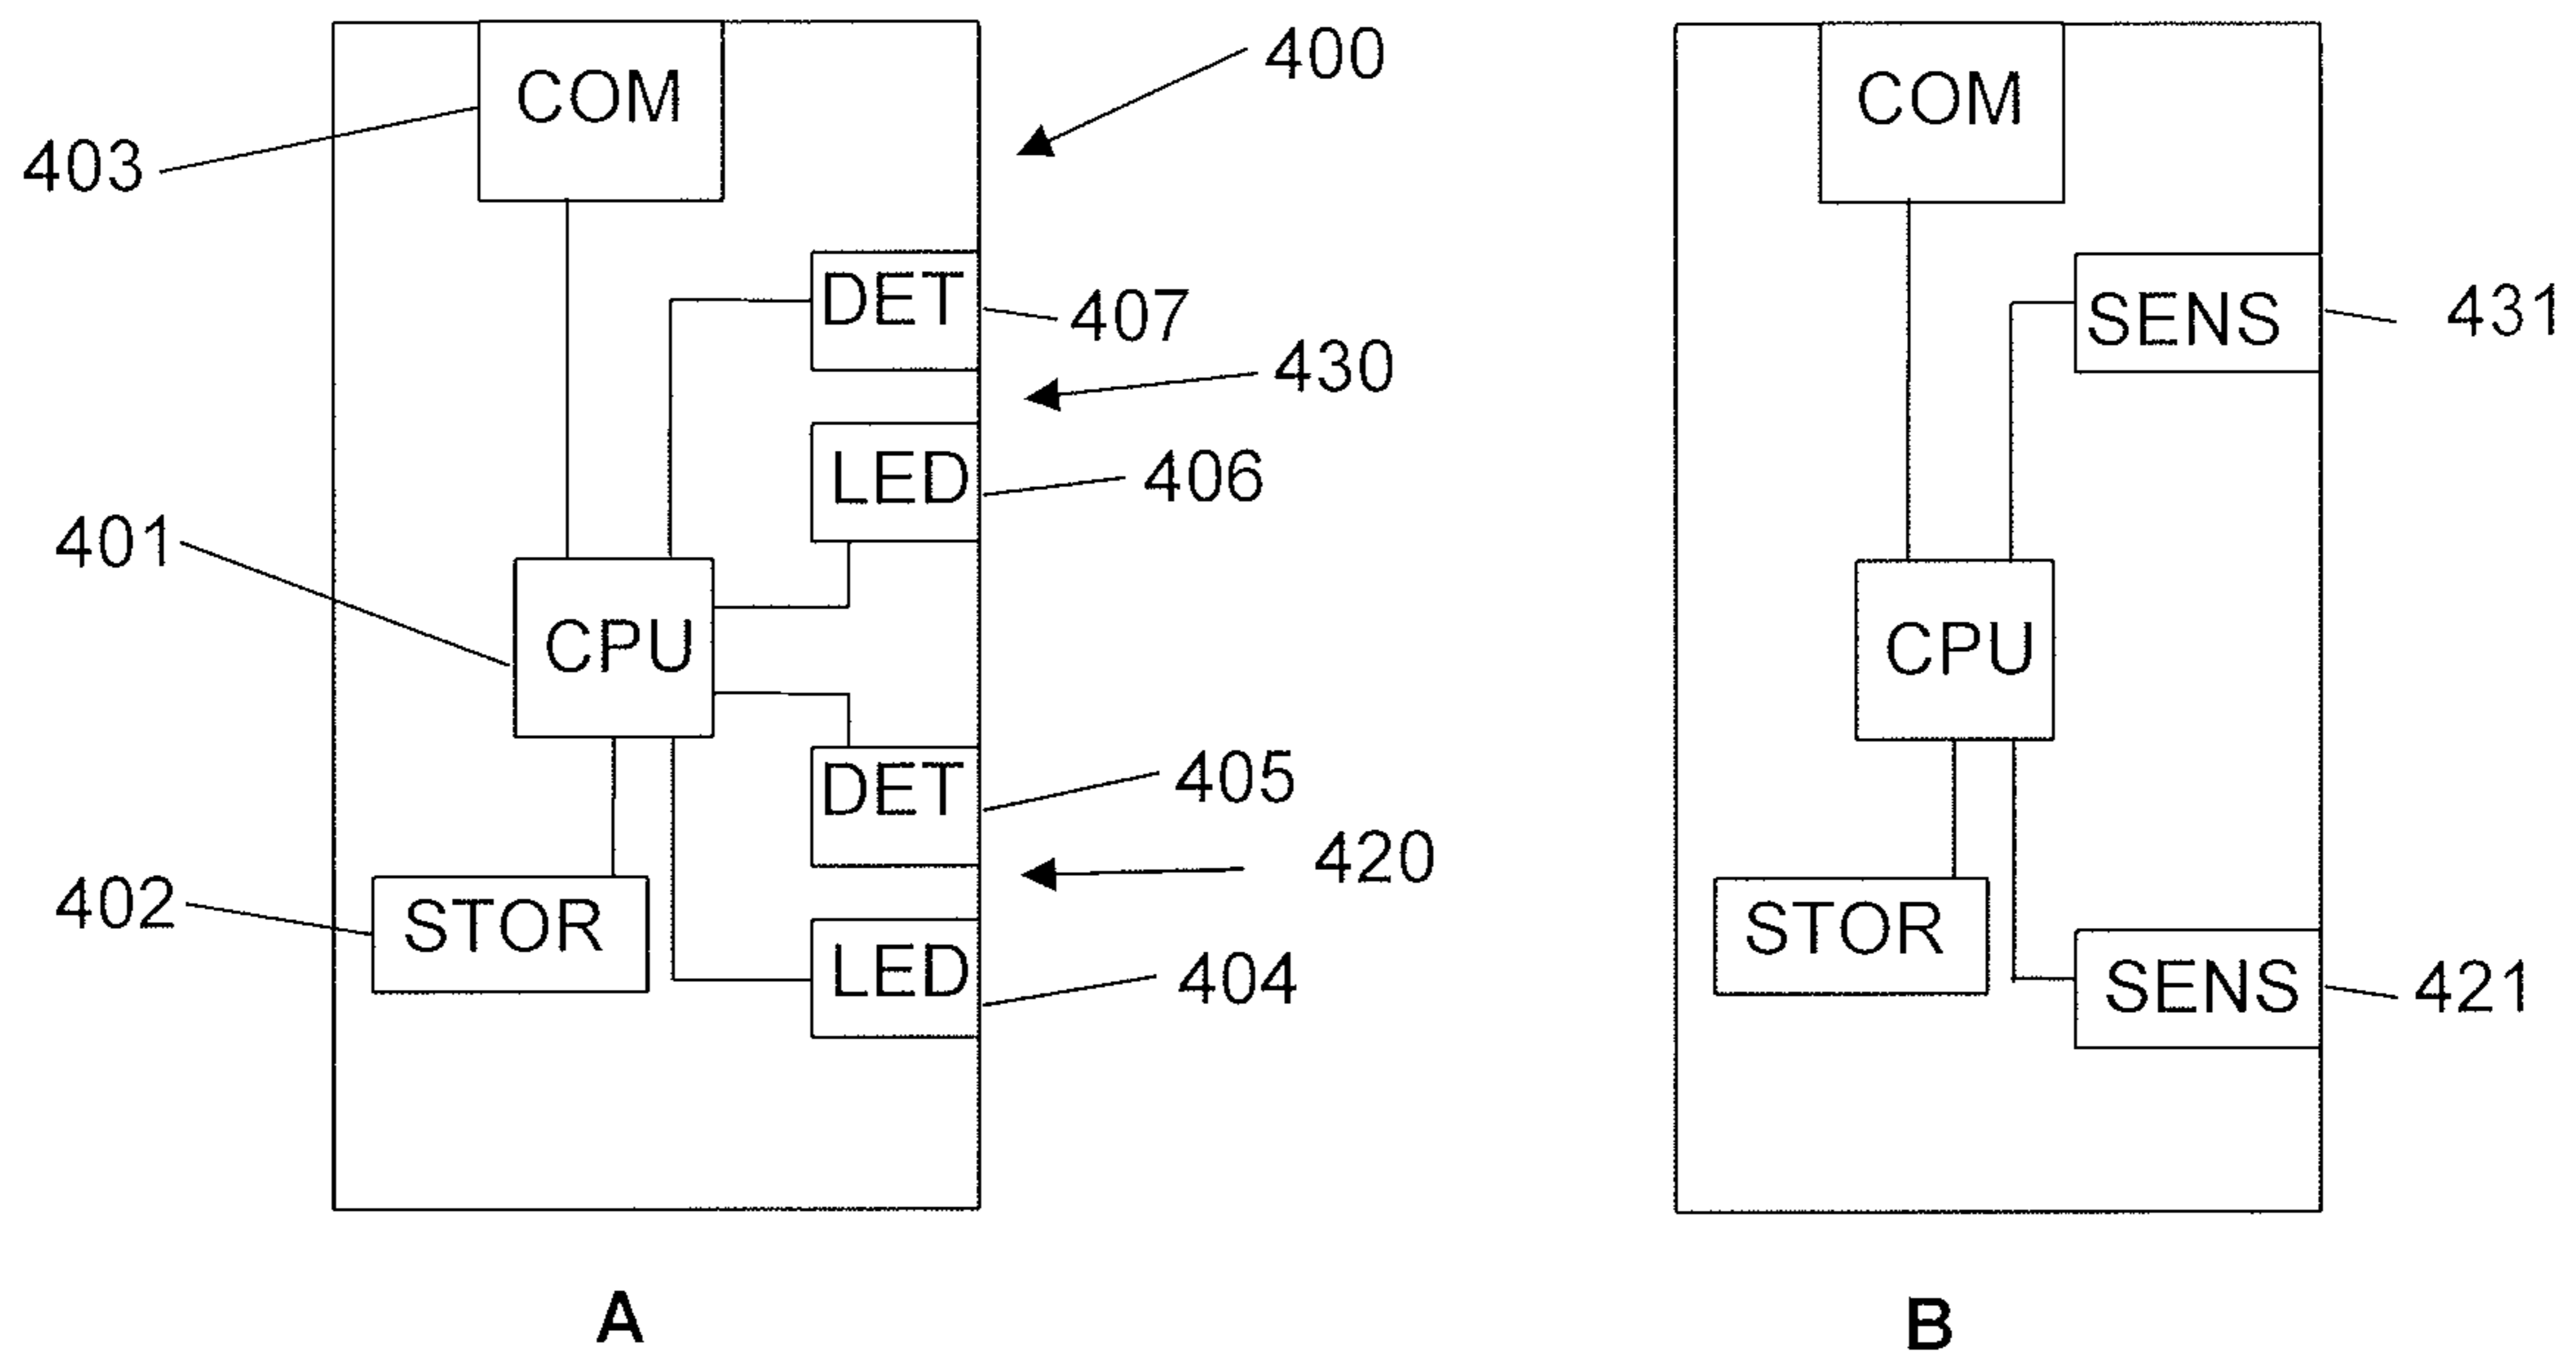 COM
400
403
DET
407
430
LED
406
401
CPU
DET
405
420
402
STOR
LED
404
A
COM
SENS
431
CPU
STOR
SENS
421
B